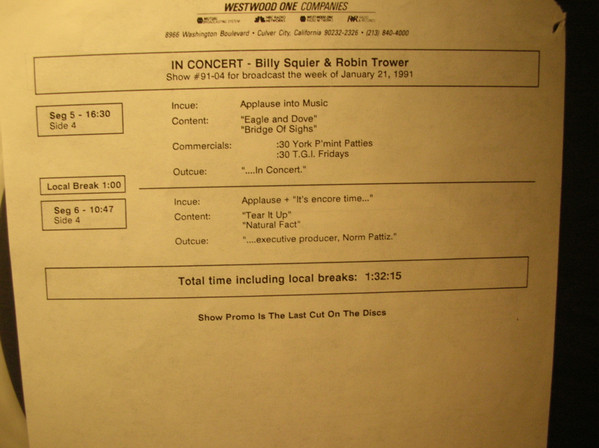 WESTWOOD ONE COMPANIES
8966 Washington Boulevard • Culver City, California 90232-2326 • (213) 840-4000
IN CONCERT - Billy Squier & Robin Trower
Show #91-04 for broadcast the week of January 21, 1991
Seg 5 - 16:30
Side 4
Incue: Applause into Music
Content: "Eagle and Dove"
"Bridge Of Sighs"
Commercials: :30 York P'mint Patties
:30 T.G.I. Fridays
Outcue: "....In Concert."
Local Break 1:00
Seg 6 - 10:47
Side 4
Incue: Applause + "It's encore time..."
Content: "Tear It Up"
"Natural Fact"
Outcue: "....executive producer, Norm Pattiz."
Total time including local breaks: 1:32:15
Show Promo Is The Last Cut On The Discs